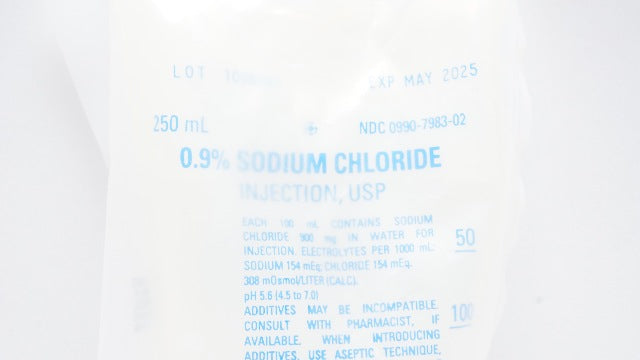 LOT
EXP MAY 2025
250 mL
NDC 0990-7983-02
0.9% SODIUM CHLORIDE
INJECTION, USP
EACH 100 mL CONTAINS SODIUM
CHLORIDE 900 mg IN WATER FOR
INJECTION. ELECTROLYTES PER 1000 mL:
SODIUM 154 mEq, CHLORIDE 154 mEq.
308 mOsmol/LITER (CALC).
pH 5.6 (4.5 to 7.0)
ADDITIVES MAY BE INCOMPATIBLE.
CONSULT WITH PHARMACIST, IF
AVAILABLE. WHEN INTRODUCING
ADDITIVES, USE ASEPTIC TECHNIQUE,
50
100